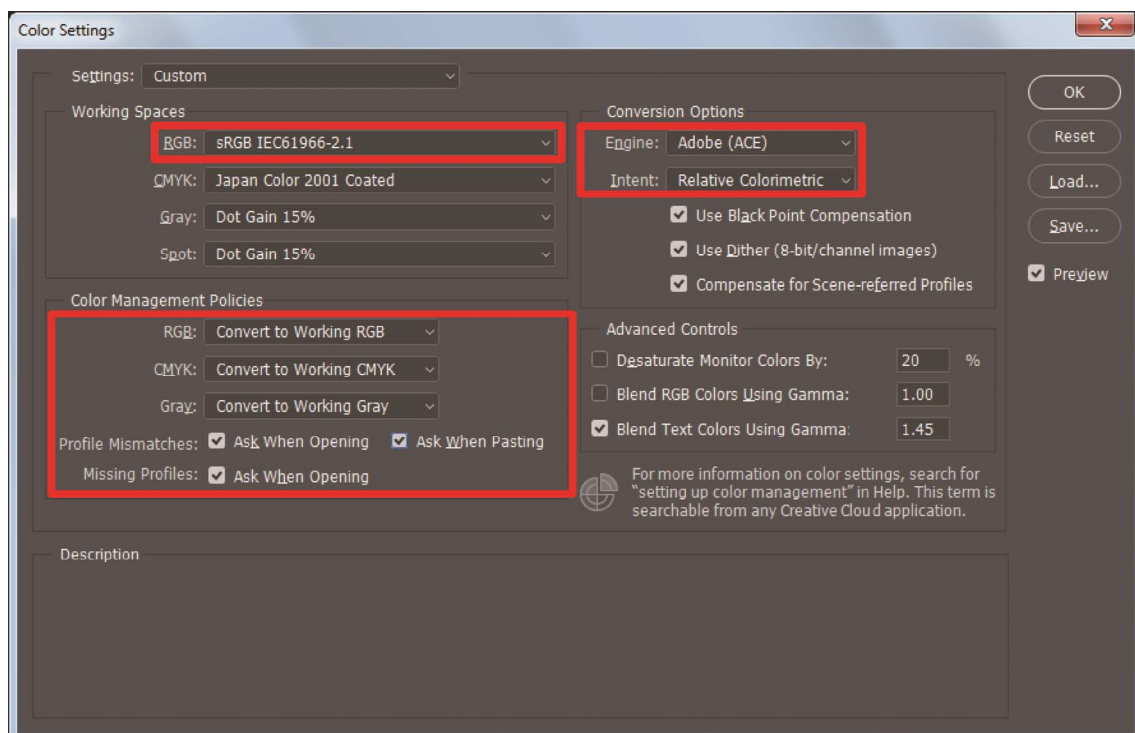 Color Settings
Settings: Custom
Working Spaces
RGB: sRGB IEC61966-2.1
CMYK: Japan Color 2001 Coated
Gray: Dot Gain 15%
Spot: Dot Gain 15%
Color Management Policies
RGB: Convert to Working RGB
CMYK: Convert to Working CMYK
Gray: Convert to Working Gray
Profile Mismatches: Ask When Opening Ask When Pasting
Missing Profiles: Ask When Opening
Conversion Options
Engine: Adobe (ACE)
Intent: Relative Colorimetric
Use Black Point Compensation
Use Dither (8-bit/channel images)
Compensate for Scene-referred Profiles
Advanced Controls
Desaturate Monitor Colors By: 20 %
Blend RGB Colors Using Gamma: 1.00
Blend Text Colors Using Gamma: 1.45
For more information on color settings, search for
"setting up color management" in Help. This term is
searchable from any Creative Cloud application.
OK
Reset
Load...
Save...
Preview
Description